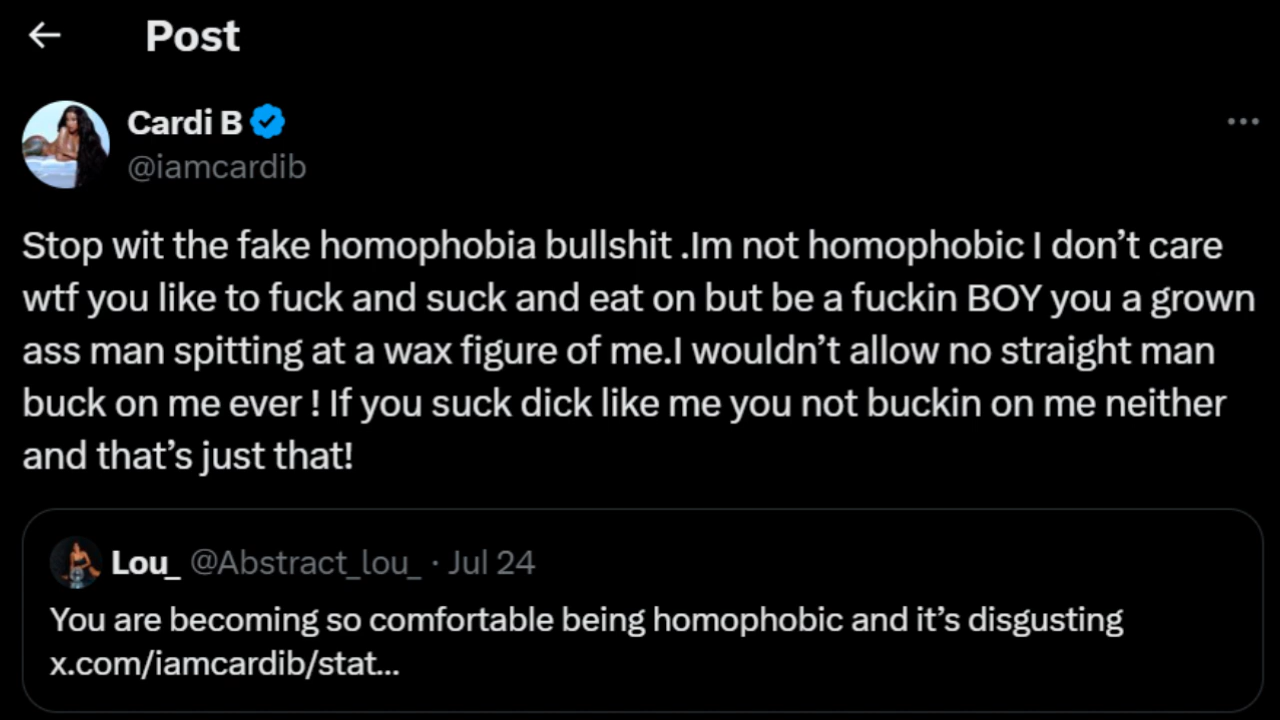 Post
Cardi B
@iamcardib
Stop wit the fake homophobia bullshit .Im not homophobic I don’t care
wtf you like to fuck and suck and eat on but be a fuckin BOY you a grown
ass man spitting at a wax figure of me.I wouldn’t allow no straight man
buck on me ever ! If you suck dick like me you not buckin on me neither
and that’s just that!
Lou_ @Abstract_lou_ · Jul 24
You are becoming so comfortable being homophobic and it’s disgusting
x.com/iamcardib/stat...